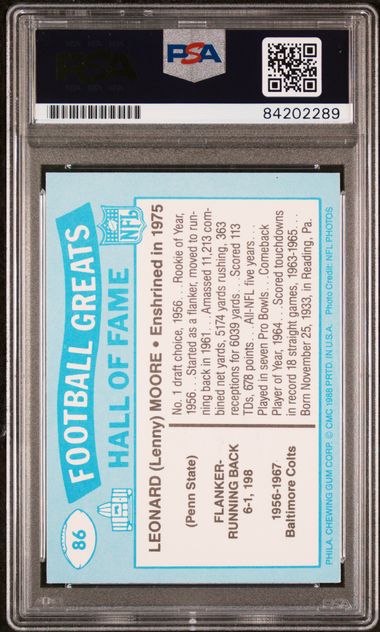 PSA
PSA
84202289
86
FOOTBALL GREATS
HALL OF FAME
NFL
LEONARD (Lenny) MOORE • Enshrined in 1975
(Penn State)
FLANKER-
RUNNING BACK
6-1, 198
1956-1967
Baltimore Colts
No. 1 draft choice, 1956. . . . Rookie of Year,
1956. . . .Started as a flanker, moved to run-
ning back in 1961. . . .Amassed 11,213 com-
bined net yards, 5174 yards rushing, 363
receptions for 6039 yards. . . .Scored 113
TDs, 678 points. . . .All-NFL five years. . . .
Played in seven Pro Bowls. . . .Comeback
Player of Year, 1964. . . .Scored touchdowns
in record 18 straight games, 1963-1965. . . .
Born November 25, 1933, in Reading, Pa.
PHILA. CHEWING GUM CORP. © CMC 1988 PRTD. IN U.S.A. Photo Credit: NFL PHOTOS